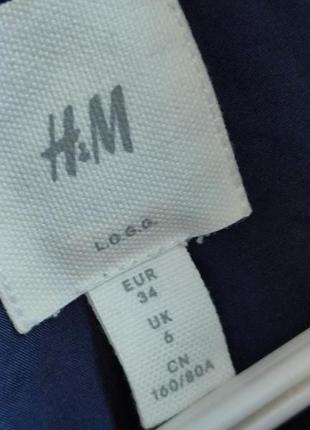 H&M
L.O.G.G.
EUR
34
UK
6
CN
160/80A